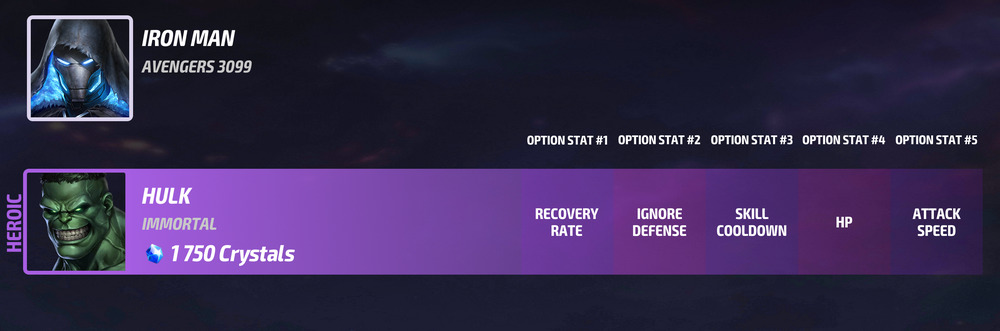 IRON MAN
AVENGERS 3099
OPTION STAT #1 OPTION STAT #2 OPTION STAT #3 OPTION STAT #4 OPTION STAT #5
HEROIC
HULK
IMMORTAL
1 750 Crystals
RECOVERY
RATE
IGNORE
DEFENSE
SKILL
COOLDOWN
HP
ATTACK
SPEED